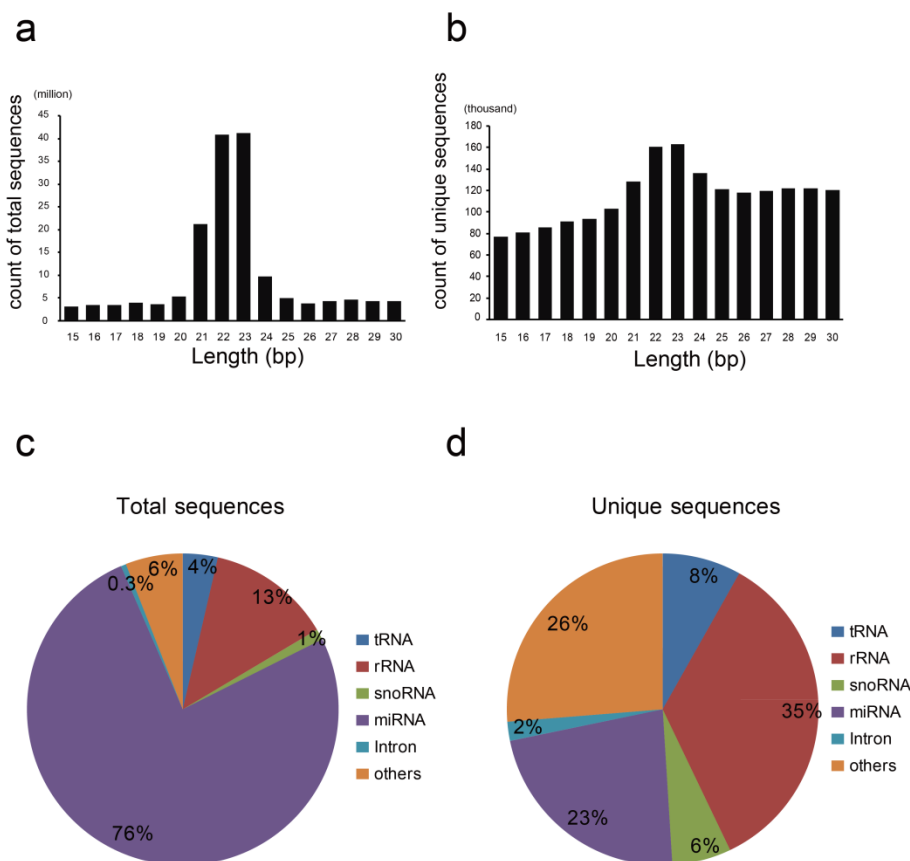 a
(million)
count of total sequences
45
40
35
30
25
20
15
10
5
0
15 16 17 18 19 20 21 22 23 24 25 26 27 28 29 30
Length (bp)
b
(thousand)
count of unique sequences
180
160
140
120
100
80
60
40
20
0
15 16 17 18 19 20 21 22 23 24 25 26 27 28 29 30
Length (bp)
c
Total sequences
4%
13%
1%
76%
0.3%
6%
tRNA
rRNA
snoRNA
miRNA
Intron
others
d
Unique sequences
8%
35%
6%
23%
2%
26%
tRNA
rRNA
snoRNA
miRNA
Intron
others